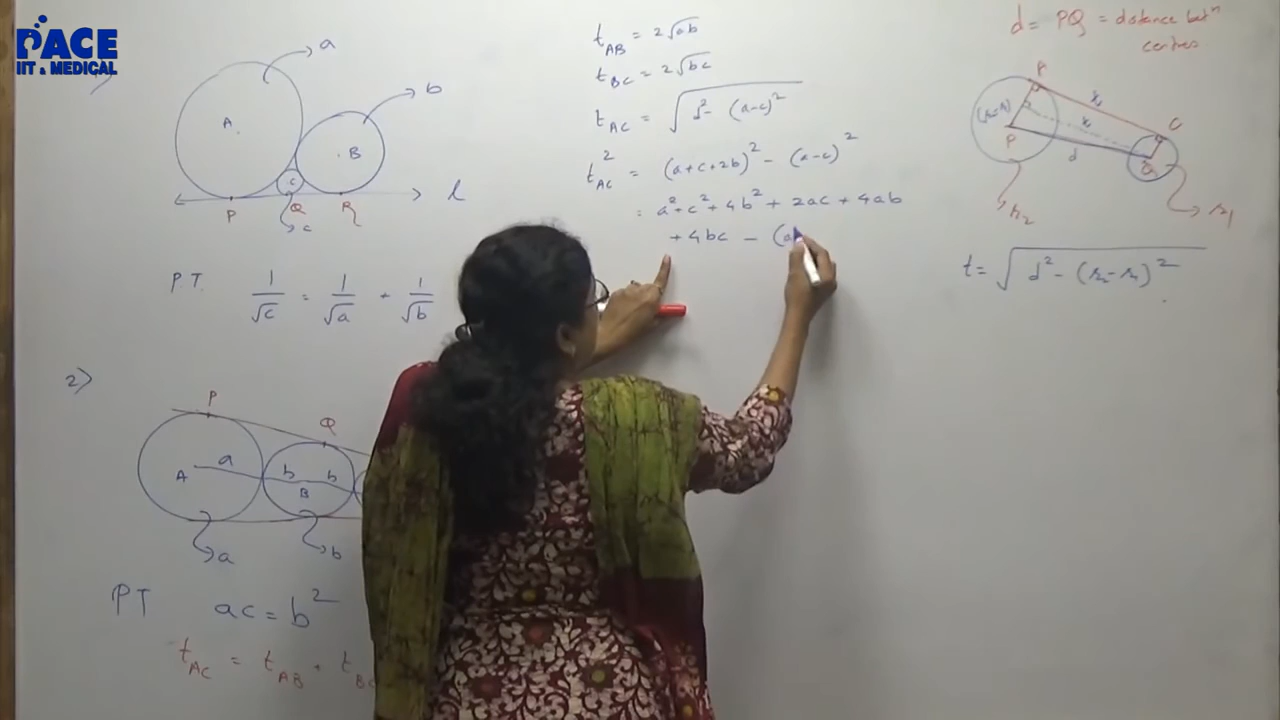 PACE
IIT & MEDICAL
a
b
A
B
C
l
P Q R
c
P.T. 1/√c = 1/√a + 1/√b
2)
P
Q
a
A
b b
B
a
b
PT ac = b²
t_AC = t_AB + t_BC
t_AB = 2√ab
t_BC = 2√bc
t_AC = √(d² - (a-c)²)
t²_AC = (a+c+2b)² - (a-c)²
= a²+c²+4b²+2ac+4ab
+4bc - (a
d = PQ = distance betⁿ
centres
P
C
P
d
Q
r₂
r₁
t = √(d² - (r₂-r₁)²)